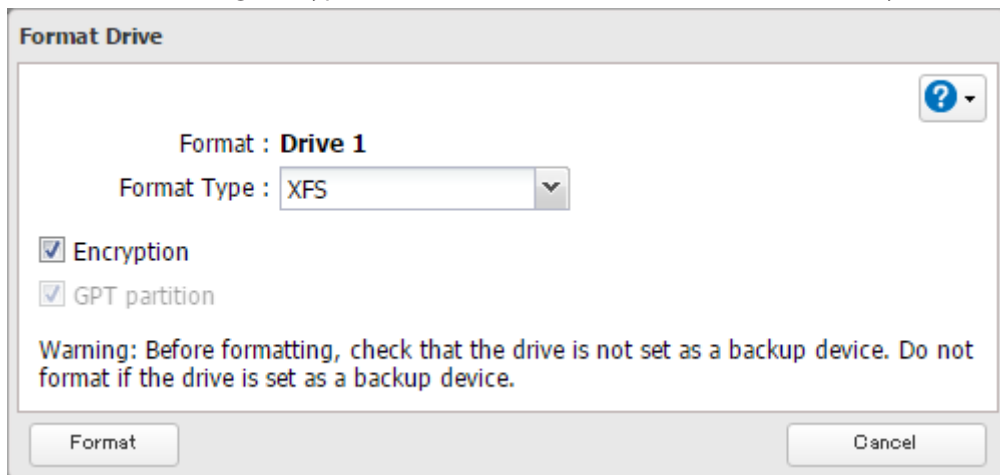 Format Drive
Format : Drive 1
Format Type : XFS
Encryption
GPT partition
Warning: Before formatting, check that the drive is not set as a backup device. Do not
format if the drive is set as a backup device.
Format Cancel